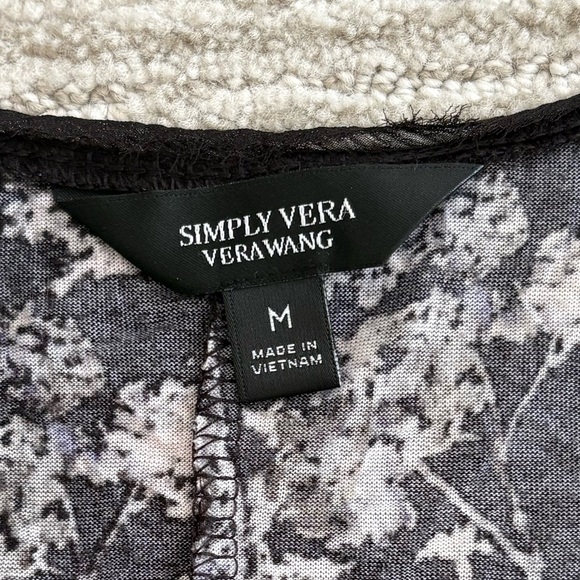 SIMPLY VERA
VERAWANG
M
MADE IN
VIETNAM